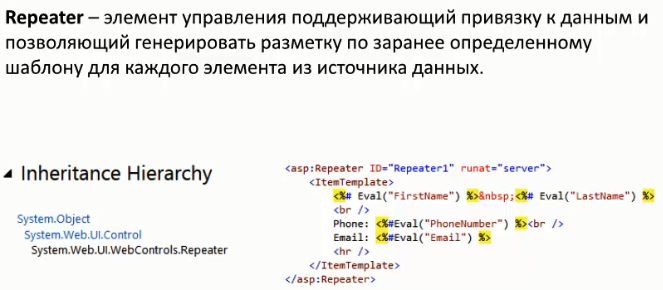 Repeater – элемент управления поддерживающий привязку к данным и
позволяющий генерировать разметку по заранее определенному
шаблону для каждого элемента из источника данных.
Inheritance Hierarchy
System.Object
System.Web.UI.Control
System.Web.UI.WebControls.Repeater
<asp:Repeater ID="Repeater1" runat="server">
<ItemTemplate>
<%# Eval("FirstName") %>&nbsp;<%# Eval("LastName") %>
<br />
Phone: <%#Eval("PhoneNumber") %><br />
Email: <%#Eval("Email") %>
<hr />
</ItemTemplate>
</asp:Repeater>